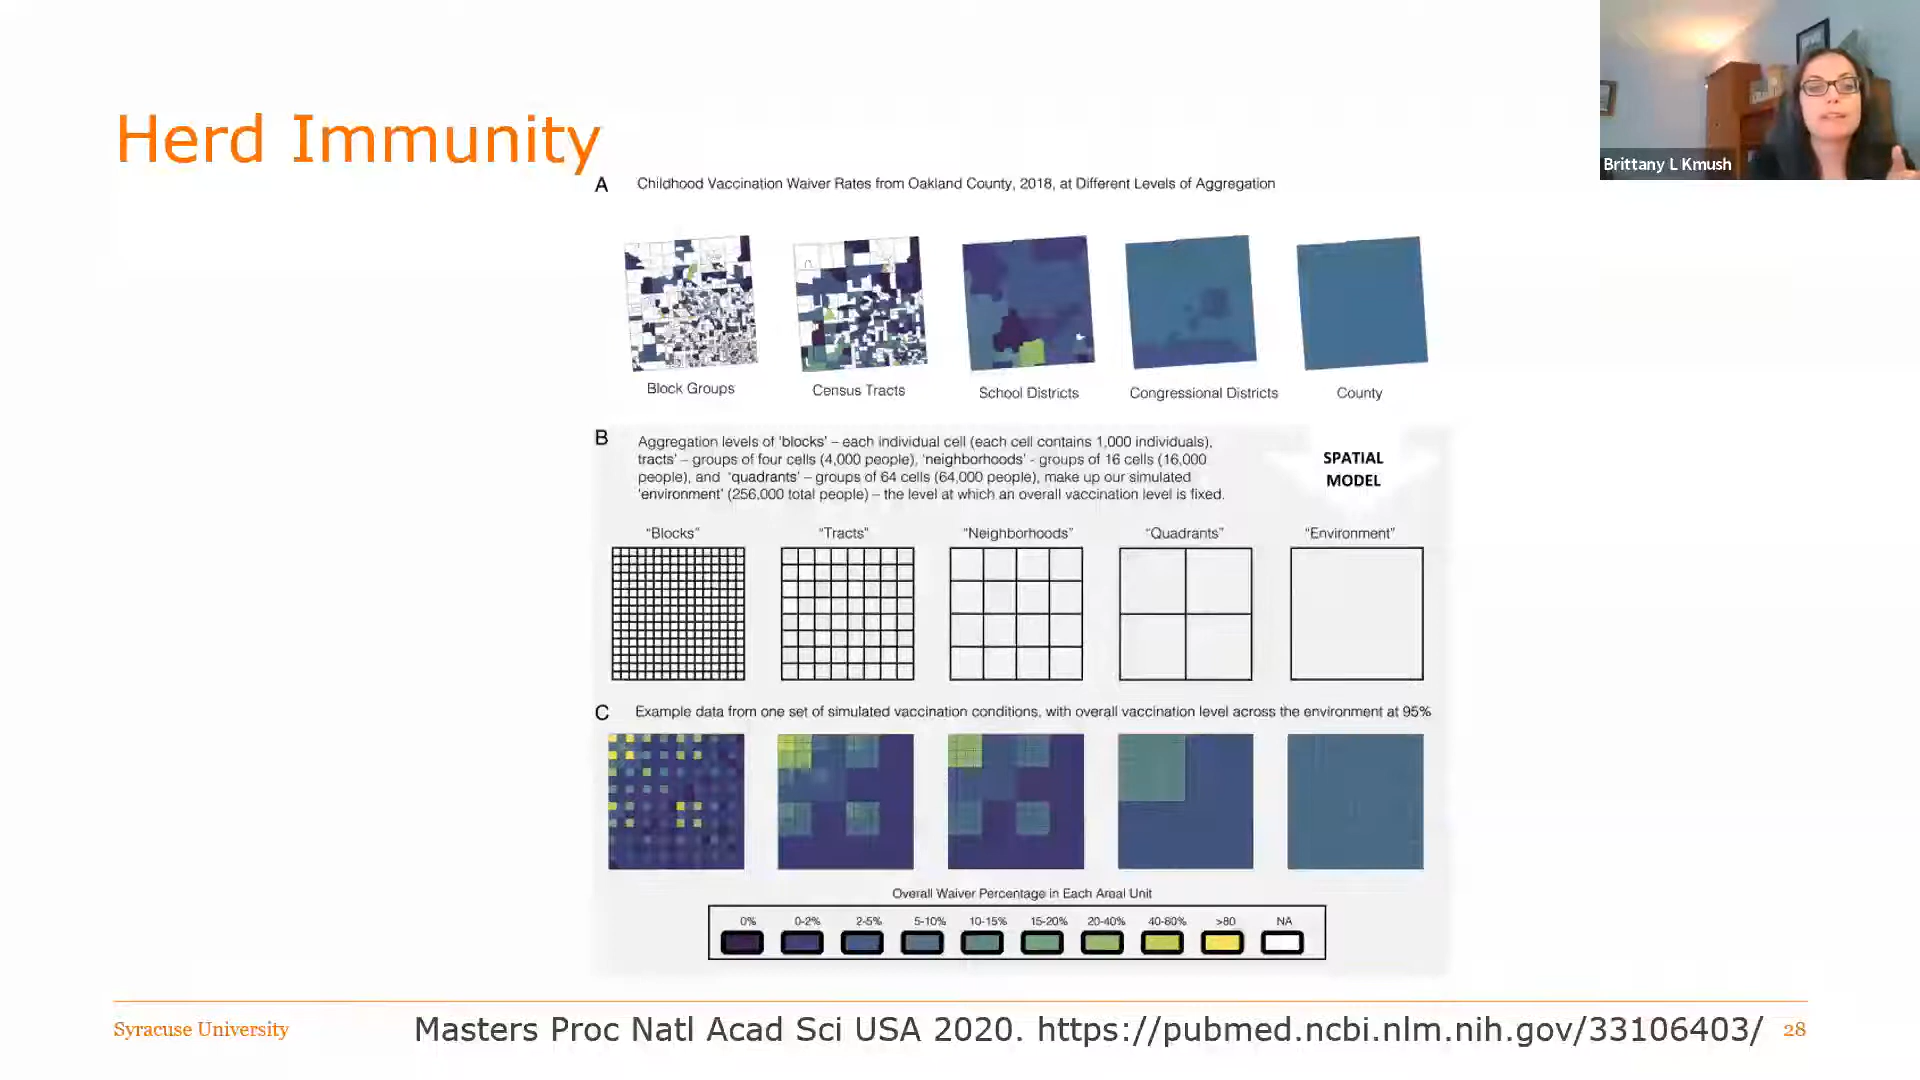 Herd Immunity
Brittany L Kmush
A Childhood Vaccination Waiver Rates from Oakland County, 2018, at Different Levels of Aggregation
Block Groups
Census Tracts
School Districts
Congressional Districts
County
B Aggregation levels of 'blocks' – each individual cell (each cell contains 1,000 individuals),
tracts' – groups of four cells (4,000 people), 'neighborhoods' - groups of 16 cells (16,000
people), and 'quadrants' – groups of 64 cells (64,000 people), make up our simulated
'environment' (256,000 total people) – the level at which an overall vaccination level is fixed.
SPATIAL
MODEL
"Blocks"
"Tracts"
"Neighborhoods"
"Quadrants"
"Environment"
C Example data from one set of simulated vaccination conditions, with overall vaccination level across the environment at 95%
Overall Waiver Percentage in Each Areal Unit
0% 0-2% 2-5% 5-10% 10-15% 15-20% 20-40% 40-80% >80 NA
Syracuse University
Masters Proc Natl Acad Sci USA 2020. https://pubmed.ncbi.nlm.nih.gov/33106403/
28